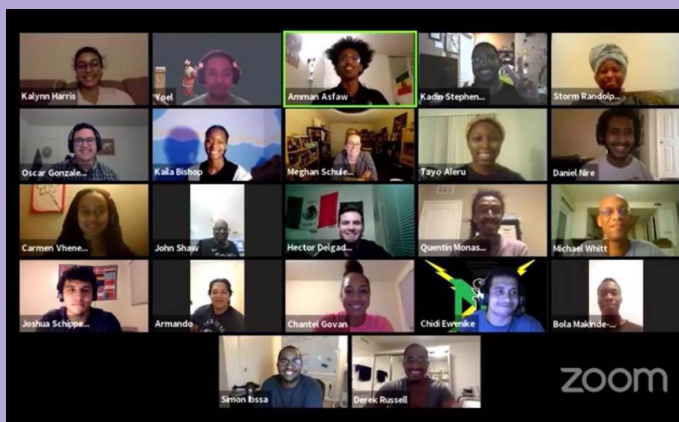 Kalynn Harris
Yoel
Amman Asfaw
Kadin Stephen...
Storm Randolp...
Oscar Gonzale...
Kaila Bishop
Meghan Schule...
Tayo Aleru
Daniel Nire
Carmen Vhene...
John Shaw
Hector Delgad...
Quentin Monas...
Michael Whitt
Joshua Schippe...
Armando
Chantel Govan
Chidi Ewenike
Bola Makinde-...
Simon Ibssa
Derek Russell
zoom